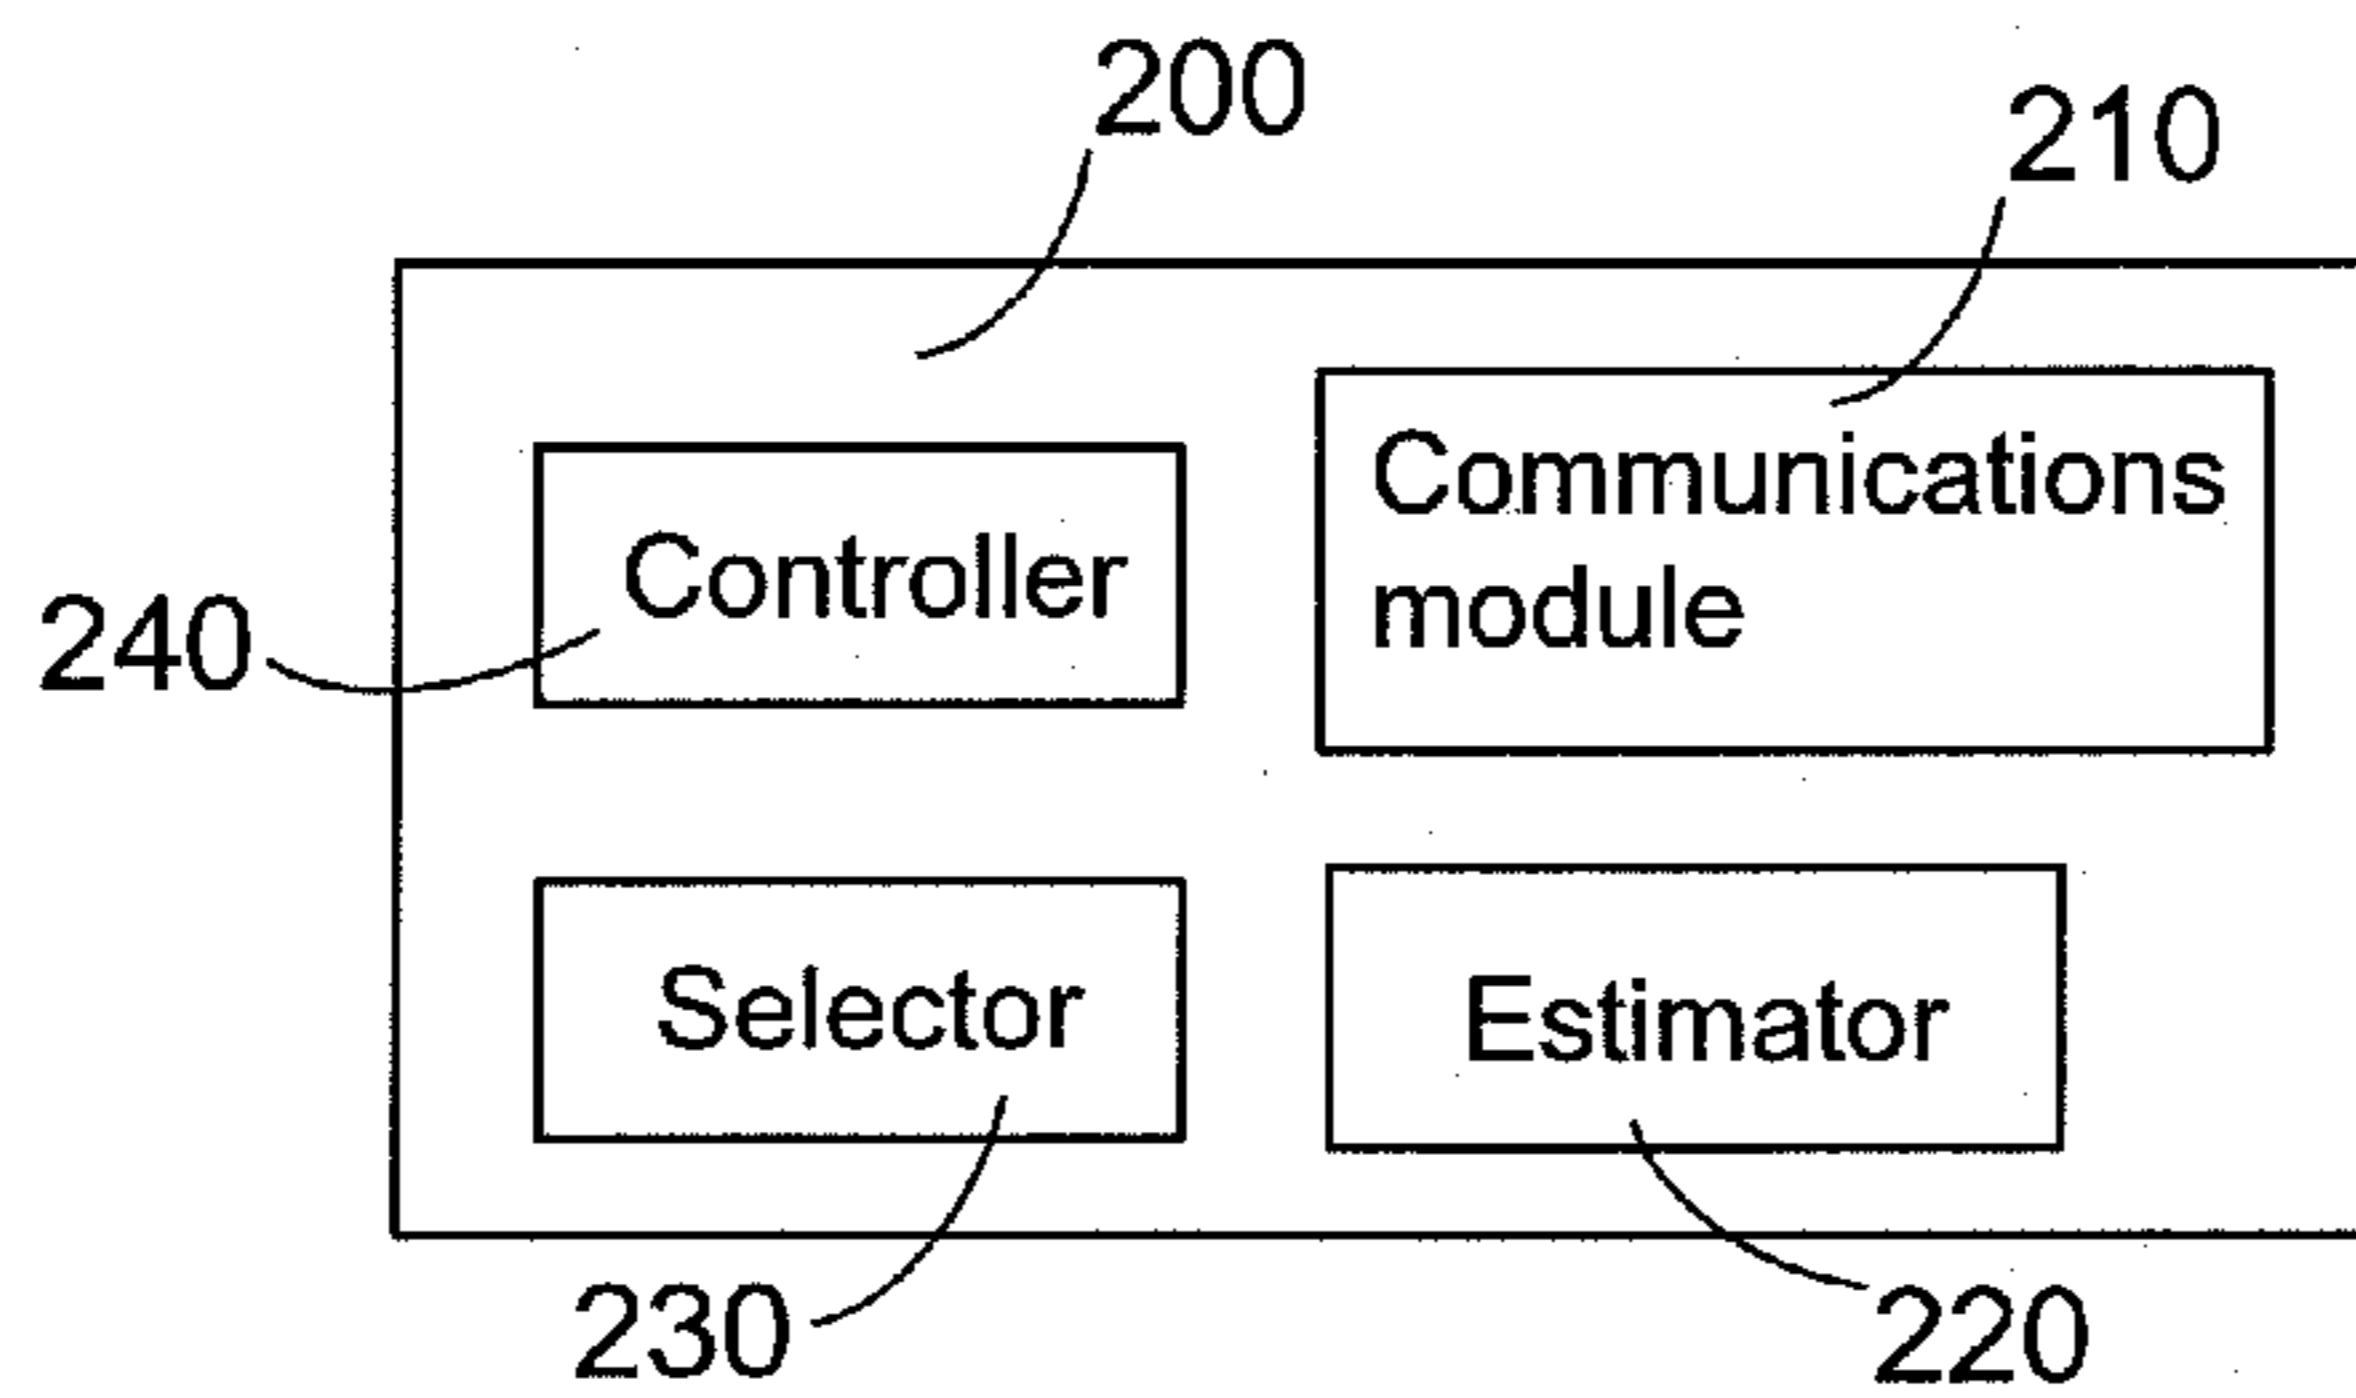 200
210
Controller
Communications
module
240
Selector
Estimator
230
220